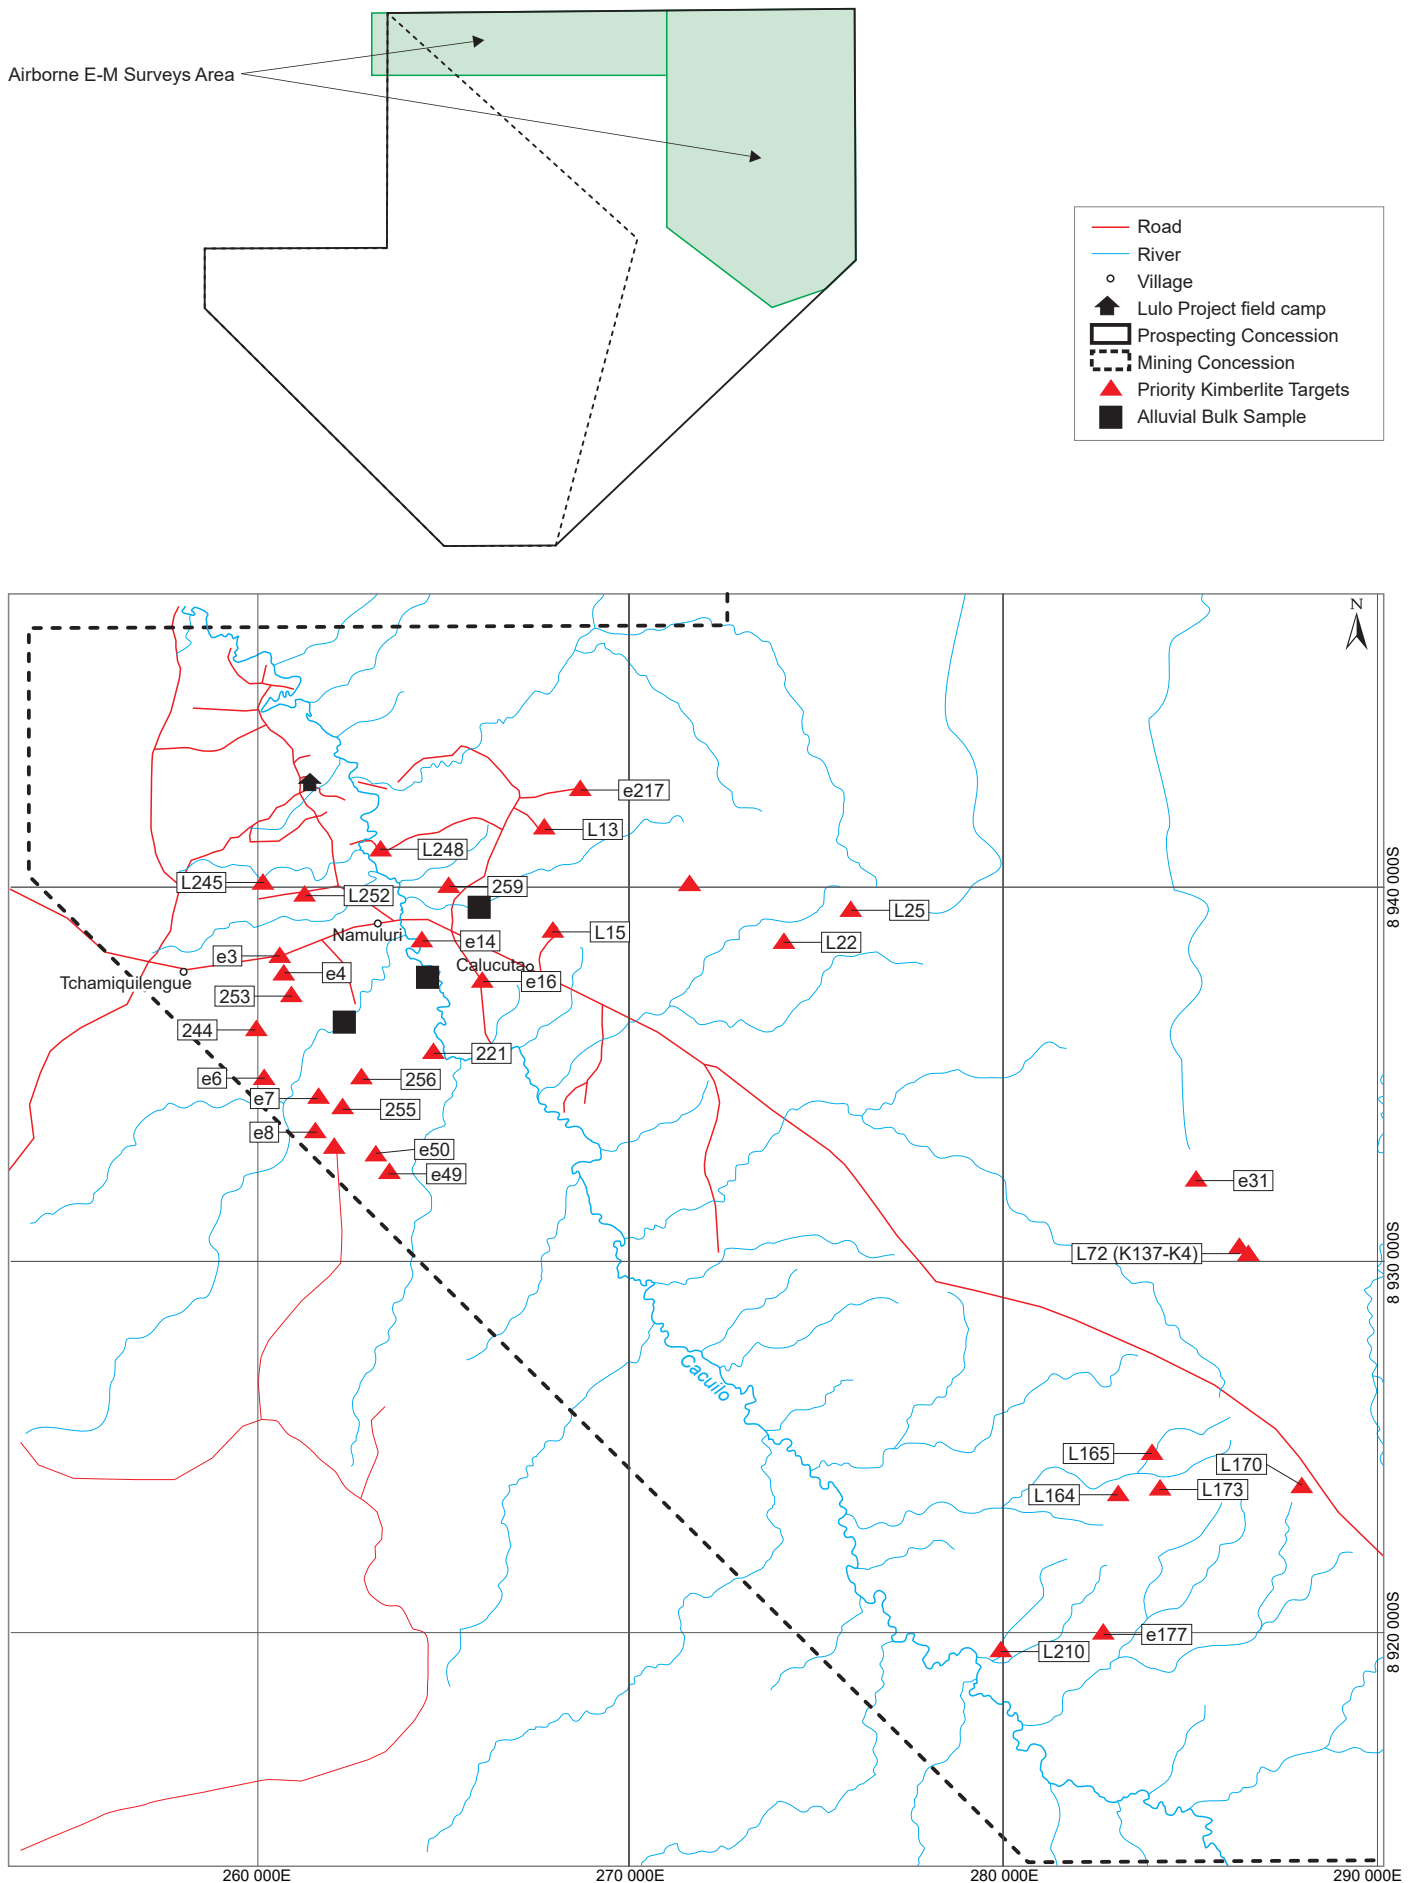 Airborne E-M Surveys Area
Road
River
Village
Lulo Project field camp
Prospecting Concession
Mining Concession
Priority Kimberlite Targets
Alluvial Bulk Sample
N
e217
L13
L248
L245
259
L252
8 940 000S
L25
Namuluri
L15
e14
L22
e3
Calucuta
e4
Tchamiquilengue
e16
253
244
221
e6
256
e7
255
e8
e50
e49
e31
L72 (K137-K4)
8 930 000S
Cacuilo
L165
L170
L164
L173
8 920 000S
e177
L210
260 000E
270 000E
280 000E
290 000E